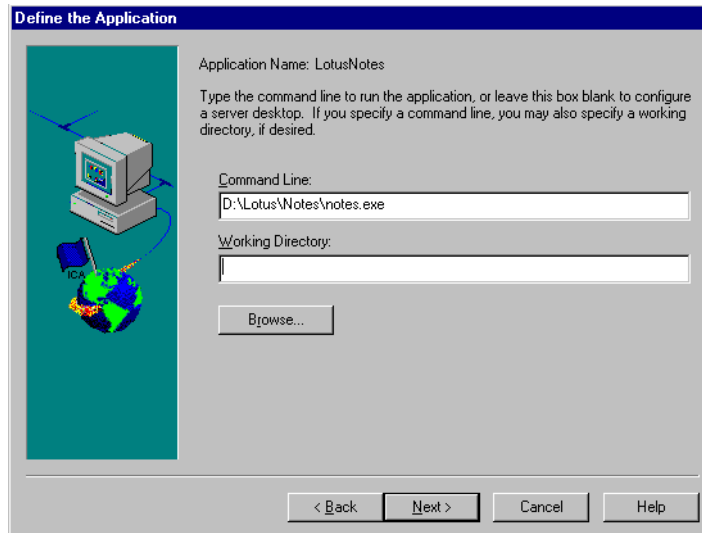 Define the Application
Application Name: LotusNotes
Type the command line to run the application, or leave this box blank to configure
a server desktop. If you specify a command line, you may also specify a working
directory, if desired.
Command Line:
D:\Lotus\Notes\notes.exe
Working Directory:
Browse...
ICA
< Back
Next >
Cancel
Help